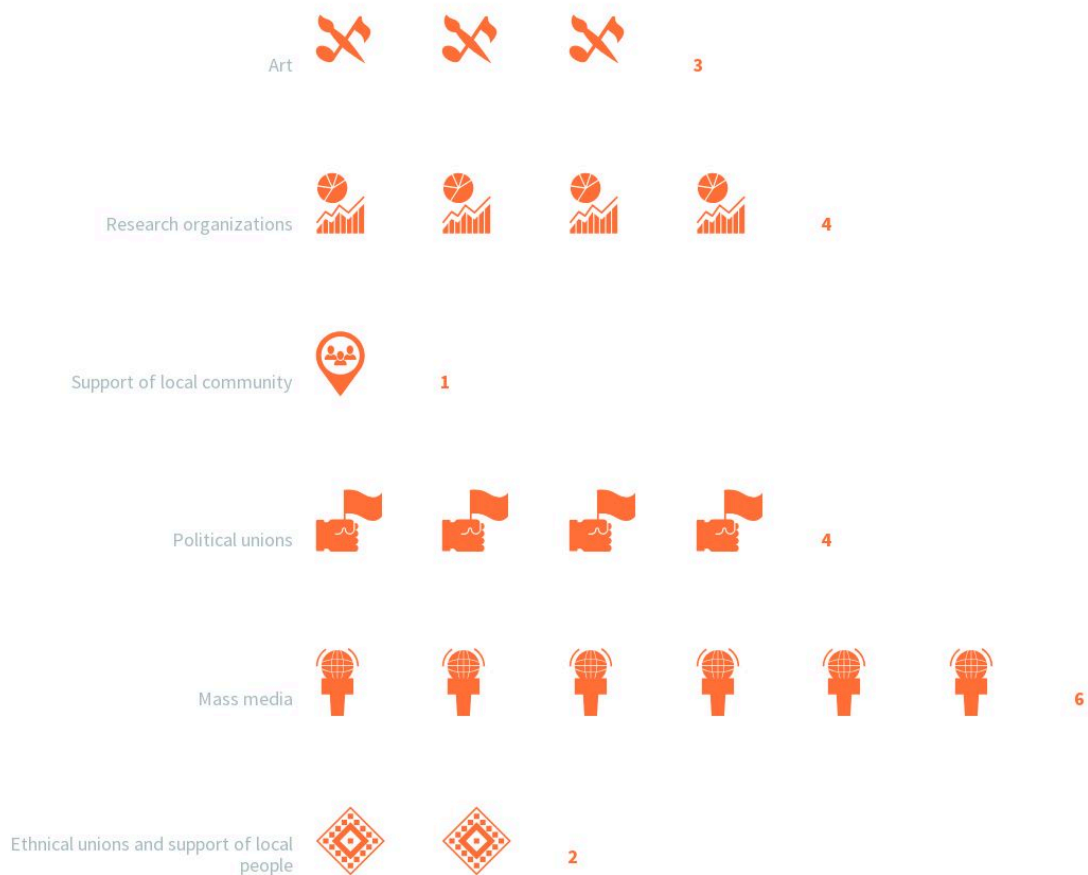 Art
3
Research organizations
4
Support of local community
1
Political unions
4
Mass media
6
Ethnical unions and support of local
people
2